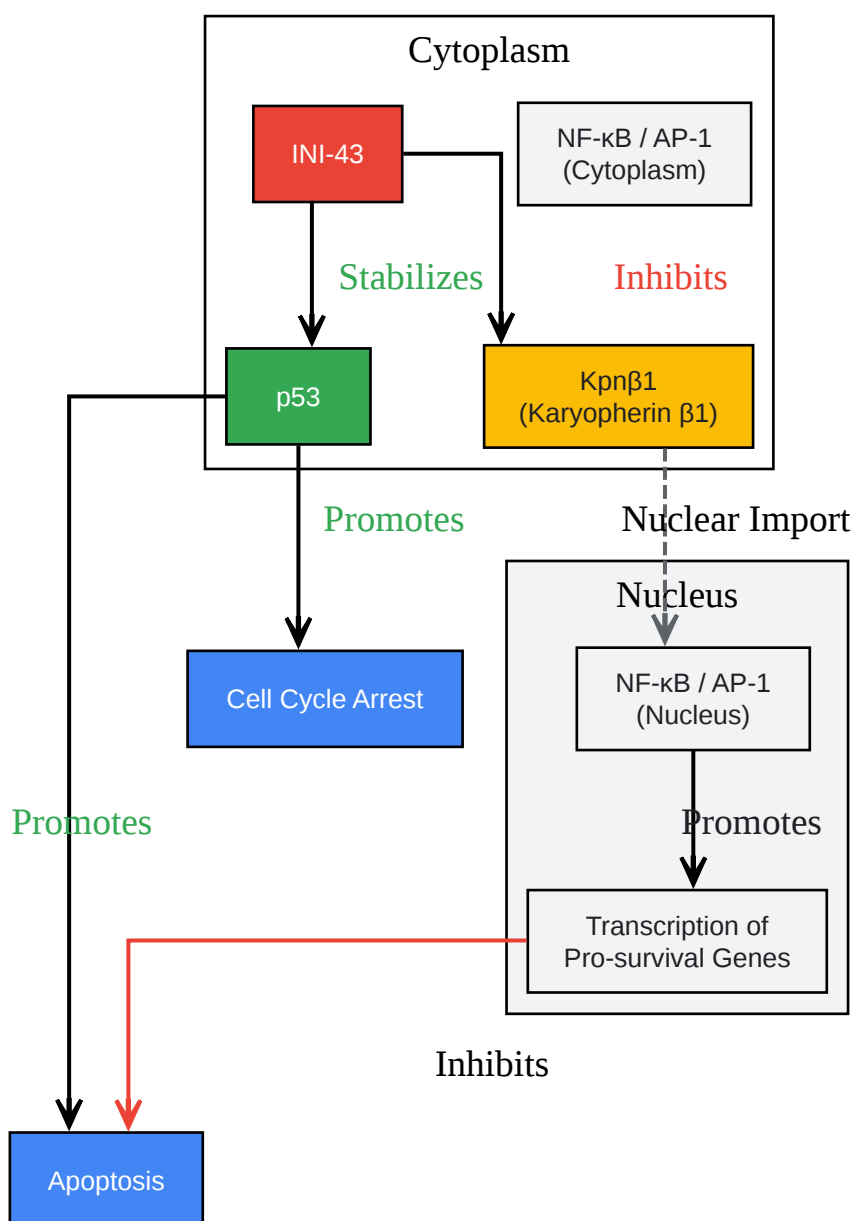 Cytoplasm
INI-43
NF-κB / AP-1
(Cytoplasm)
Stabilizes
Inhibits
p53
Kpnβ1
(Karyopherin β1)
Promotes
Nuclear Import
Nucleus
Cell Cycle Arrest
NF-κB / AP-1
(Nucleus)
Promotes
Promotes
Transcription of
Pro-survival Genes
Inhibits
Apoptosis